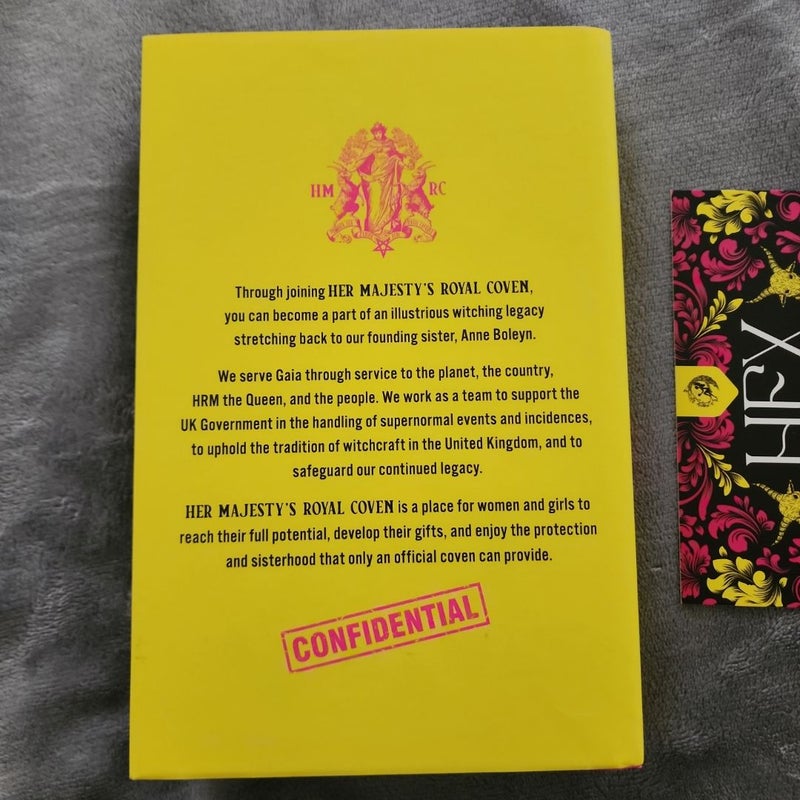 HM RC
Through joining HER MAJESTY'S ROYAL COVEN,
you can become a part of an illustrious witching legacy
stretching back to our founding sister, Anne Boleyn.
We serve Gaia through service to the planet, the country,
HRM the Queen, and the people. We work as a team to support the
UK Government in the handling of supernormal events and incidences,
to uphold the tradition of witchcraft in the United Kingdom, and to
safeguard our continued legacy.
HER MAJESTY'S ROYAL COVEN is a place for women and girls to
reach their full potential, develop their gifts, and enjoy the protection
and sisterhood that only an official coven can provide.
CONFIDENTIAL
HEX